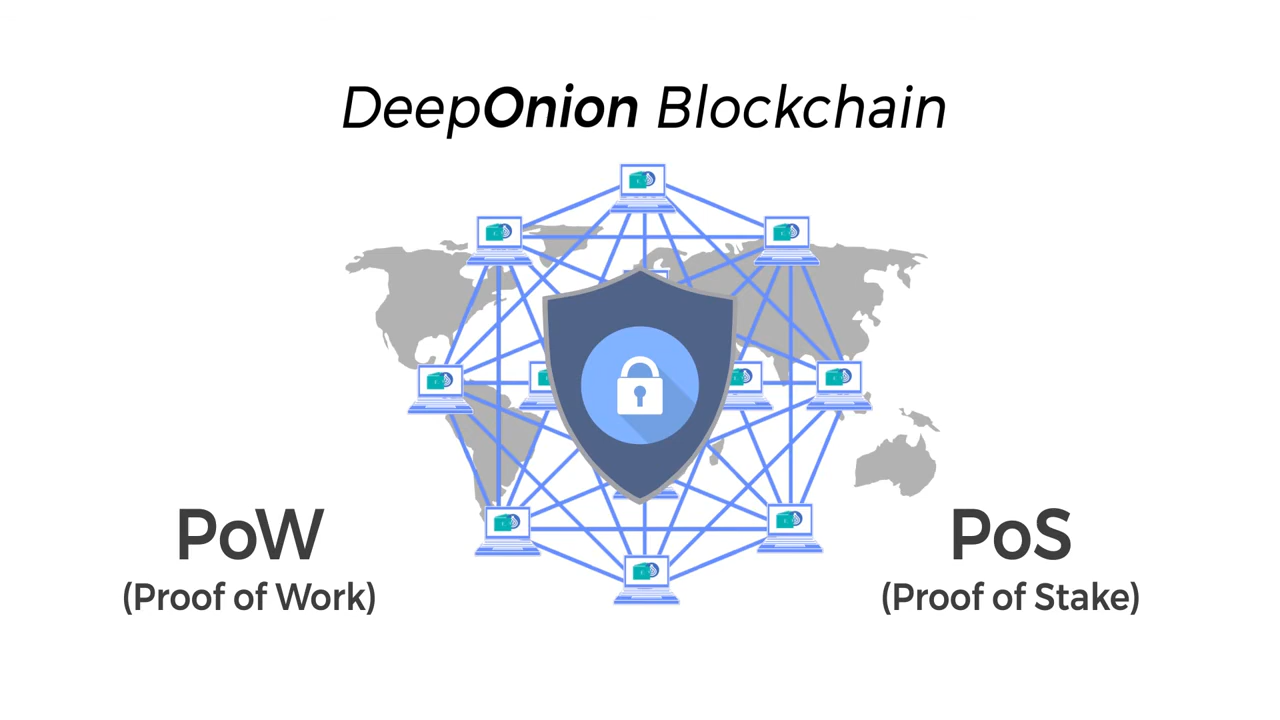 DeepOnion Blockchain
PoW
(Proof of Work)
PoS
(Proof of Stake)